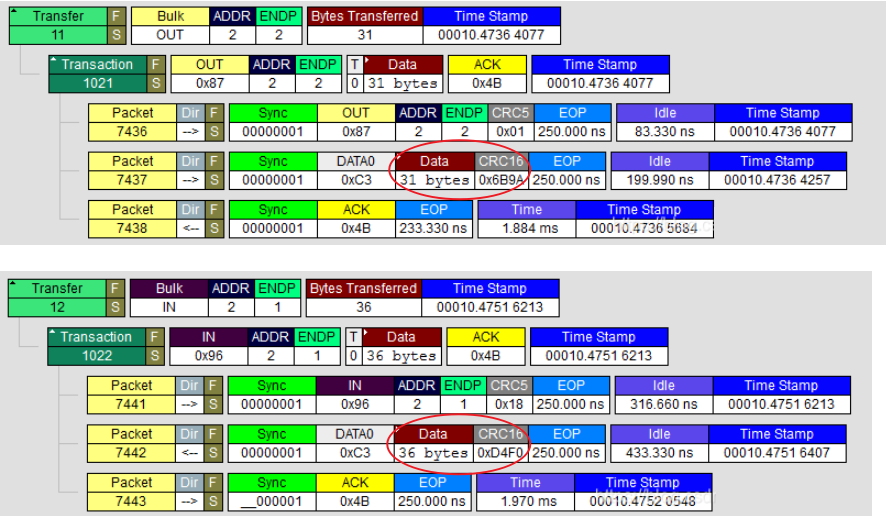 Transfer F Bulk ADDR ENDP Bytes Transferred Time Stamp
11 S OUT 2 2 31 00010.4736 4077
Transaction F OUT ADDR ENDP T Data ACK Time Stamp
1021 S 0x87 2 2 0 31 bytes 0x4B 00010.4736 4077
Packet Dir F Sync OUT ADDR ENDP CRC5 EOP Idle Time Stamp
7436 --> S 00000001 0x87 2 2 0x01 250.000 ns 83.330 ns 00010.4736 4077
Packet Dir F Sync DATA0 Data CRC16 EOP Idle Time Stamp
7437 --> S 00000001 0xC3 31 bytes 0x6B9A 250.000 ns 199.990 ns 00010.4736 4257
Packet Dir F Sync ACK EOP Time Time Stamp
7438 <-- S 00000001 0x4B 233.330 ns 1.884 ms 00010.4736 5684
Transfer F Bulk ADDR ENDP Bytes Transferred Time Stamp
12 S IN 2 1 36 00010.4751 6213
Transaction F IN ADDR ENDP T Data ACK Time Stamp
1022 S 0x96 2 1 0 36 bytes 0x4B 00010.4751 6213
Packet Dir F Sync IN ADDR ENDP CRC5 EOP Idle Time Stamp
7441 --> S 00000001 0x96 2 1 0x18 250.000 ns 316.660 ns 00010.4751 6213
Packet Dir F Sync DATA0 Data CRC16 EOP Idle Time Stamp
7442 <-- S 00000001 0xC3 36 bytes 0xD4F0 250.000 ns 433.330 ns 00010.4751 6407
Packet Dir F Sync ACK EOP Time Time Stamp
7443 --> S __000001 0x4B 250.000 ns 1.970 ms 00010.4752 8548